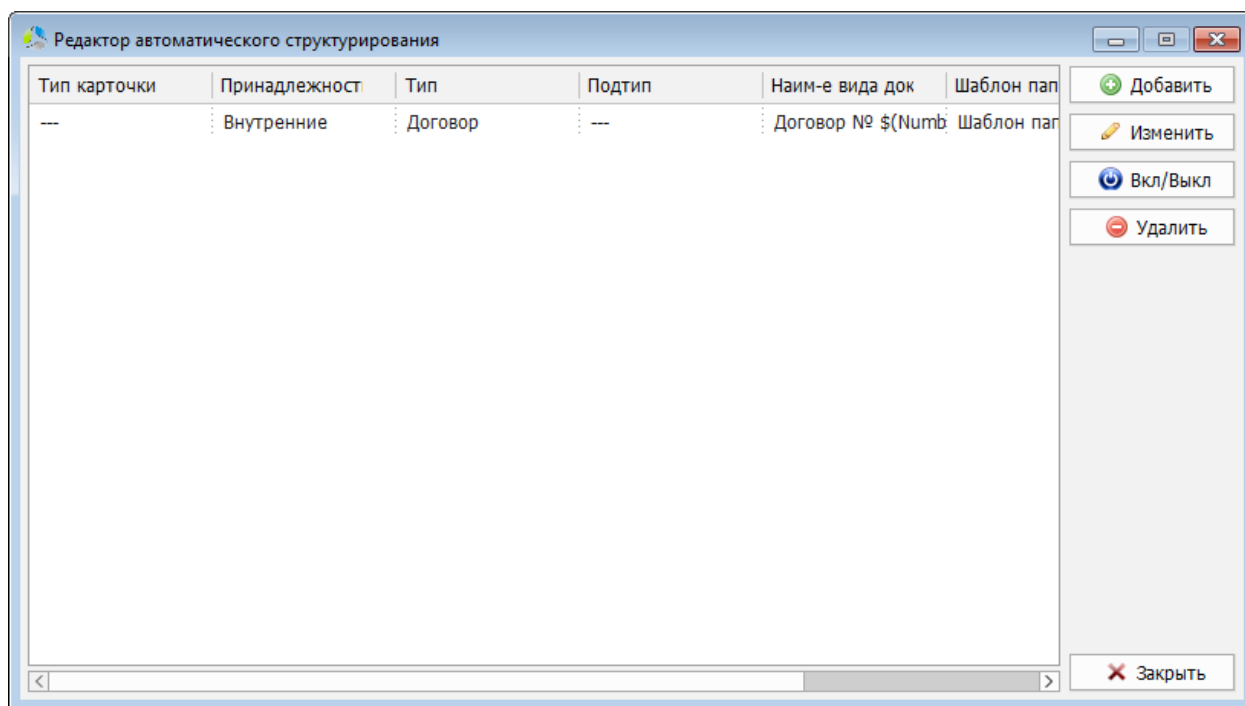 Редактор автоматического структурирования
Тип карточки Принадлежност Тип Подтип Наим-е вида док Шаблон пап
--- Внутренние Договор --- Договор № $(Numb Шаблон пап
Добавить
Изменить
Вкл/Выкл
Удалить
Закрыть